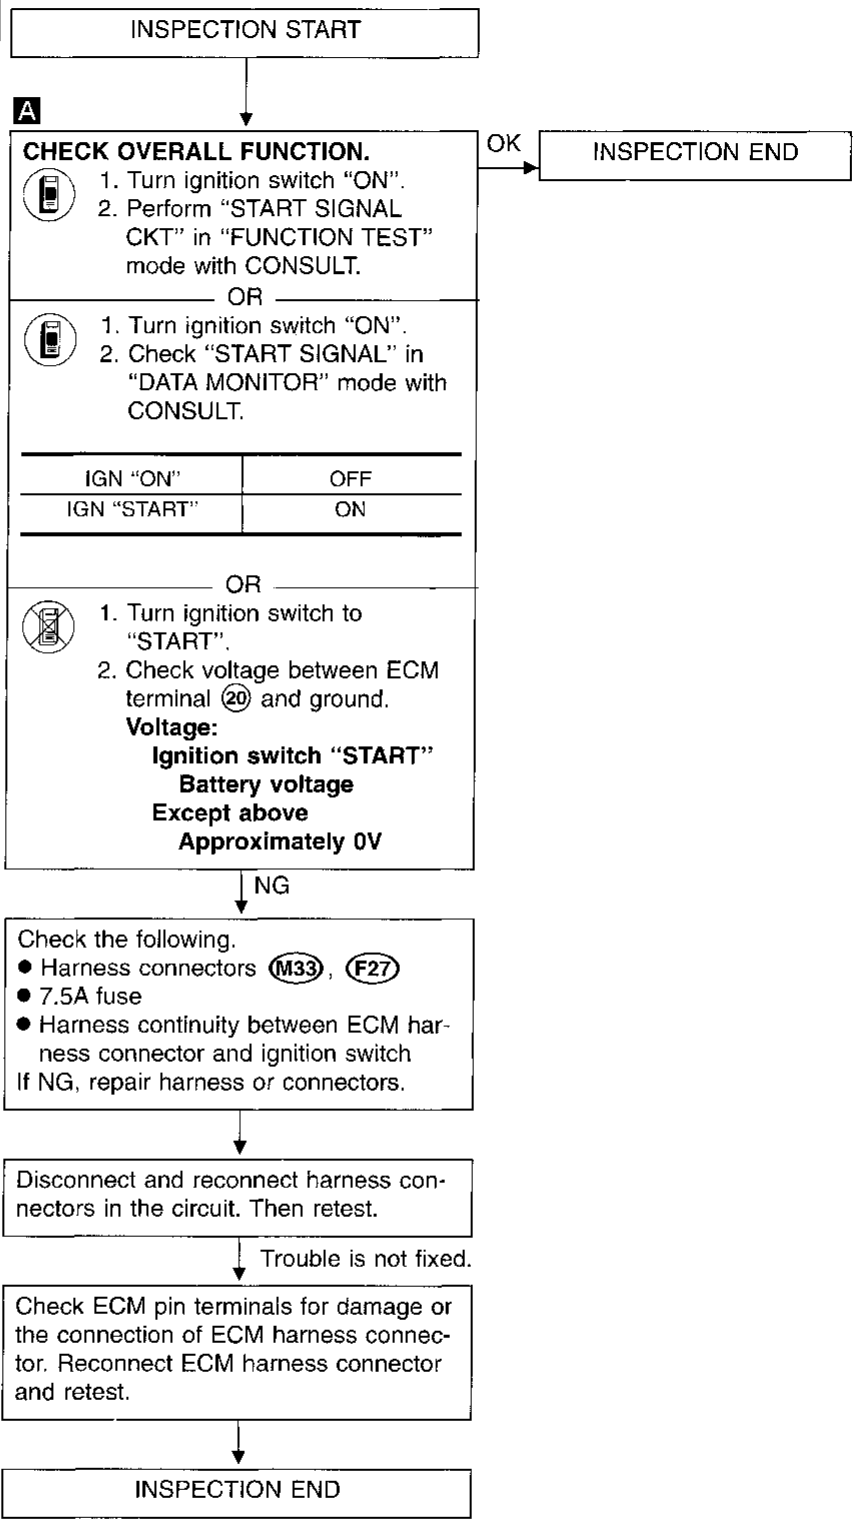 INSPECTION START
A
CHECK OVERALL FUNCTION.
1. Turn ignition switch “ON”.
2. Perform “START SIGNAL
CKT” in “FUNCTION TEST”
mode with CONSULT.
OK
INSPECTION END
OR
1. Turn ignition switch “ON”.
2. Check “START SIGNAL” in
“DATA MONITOR” mode with
CONSULT.
IGN “ON” OFF
IGN “START” ON
OR
1. Turn ignition switch to
“START”.
2. Check voltage between ECM
terminal 20 and ground.
Voltage:
Ignition switch “START”
Battery voltage
Except above
Approximately 0V
NG
Check the following.
● Harness connectors M33, F27
● 7.5A fuse
● Harness continuity between ECM har-
ness connector and ignition switch
If NG, repair harness or connectors.
Disconnect and reconnect harness con-
nectors in the circuit. Then retest.
Trouble is not fixed.
Check ECM pin terminals for damage or
the connection of ECM harness connec-
tor. Reconnect ECM harness connector
and retest.
INSPECTION END